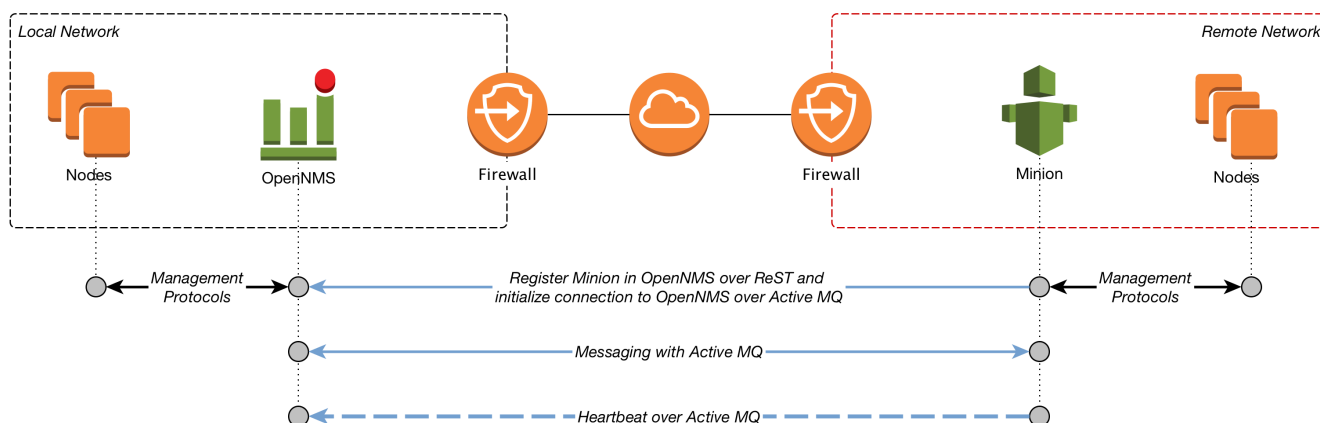 Local Network
Remote Network
Nodes
OpenNMS
Firewall
Firewall
Minion
Nodes
Management
Protocols
Register Minion in OpenNMS over ReST and
initialize connection to OpenNMS over Active MQ
Management
Protocols
Messaging with Active MQ
Heartbeat over Active MQ